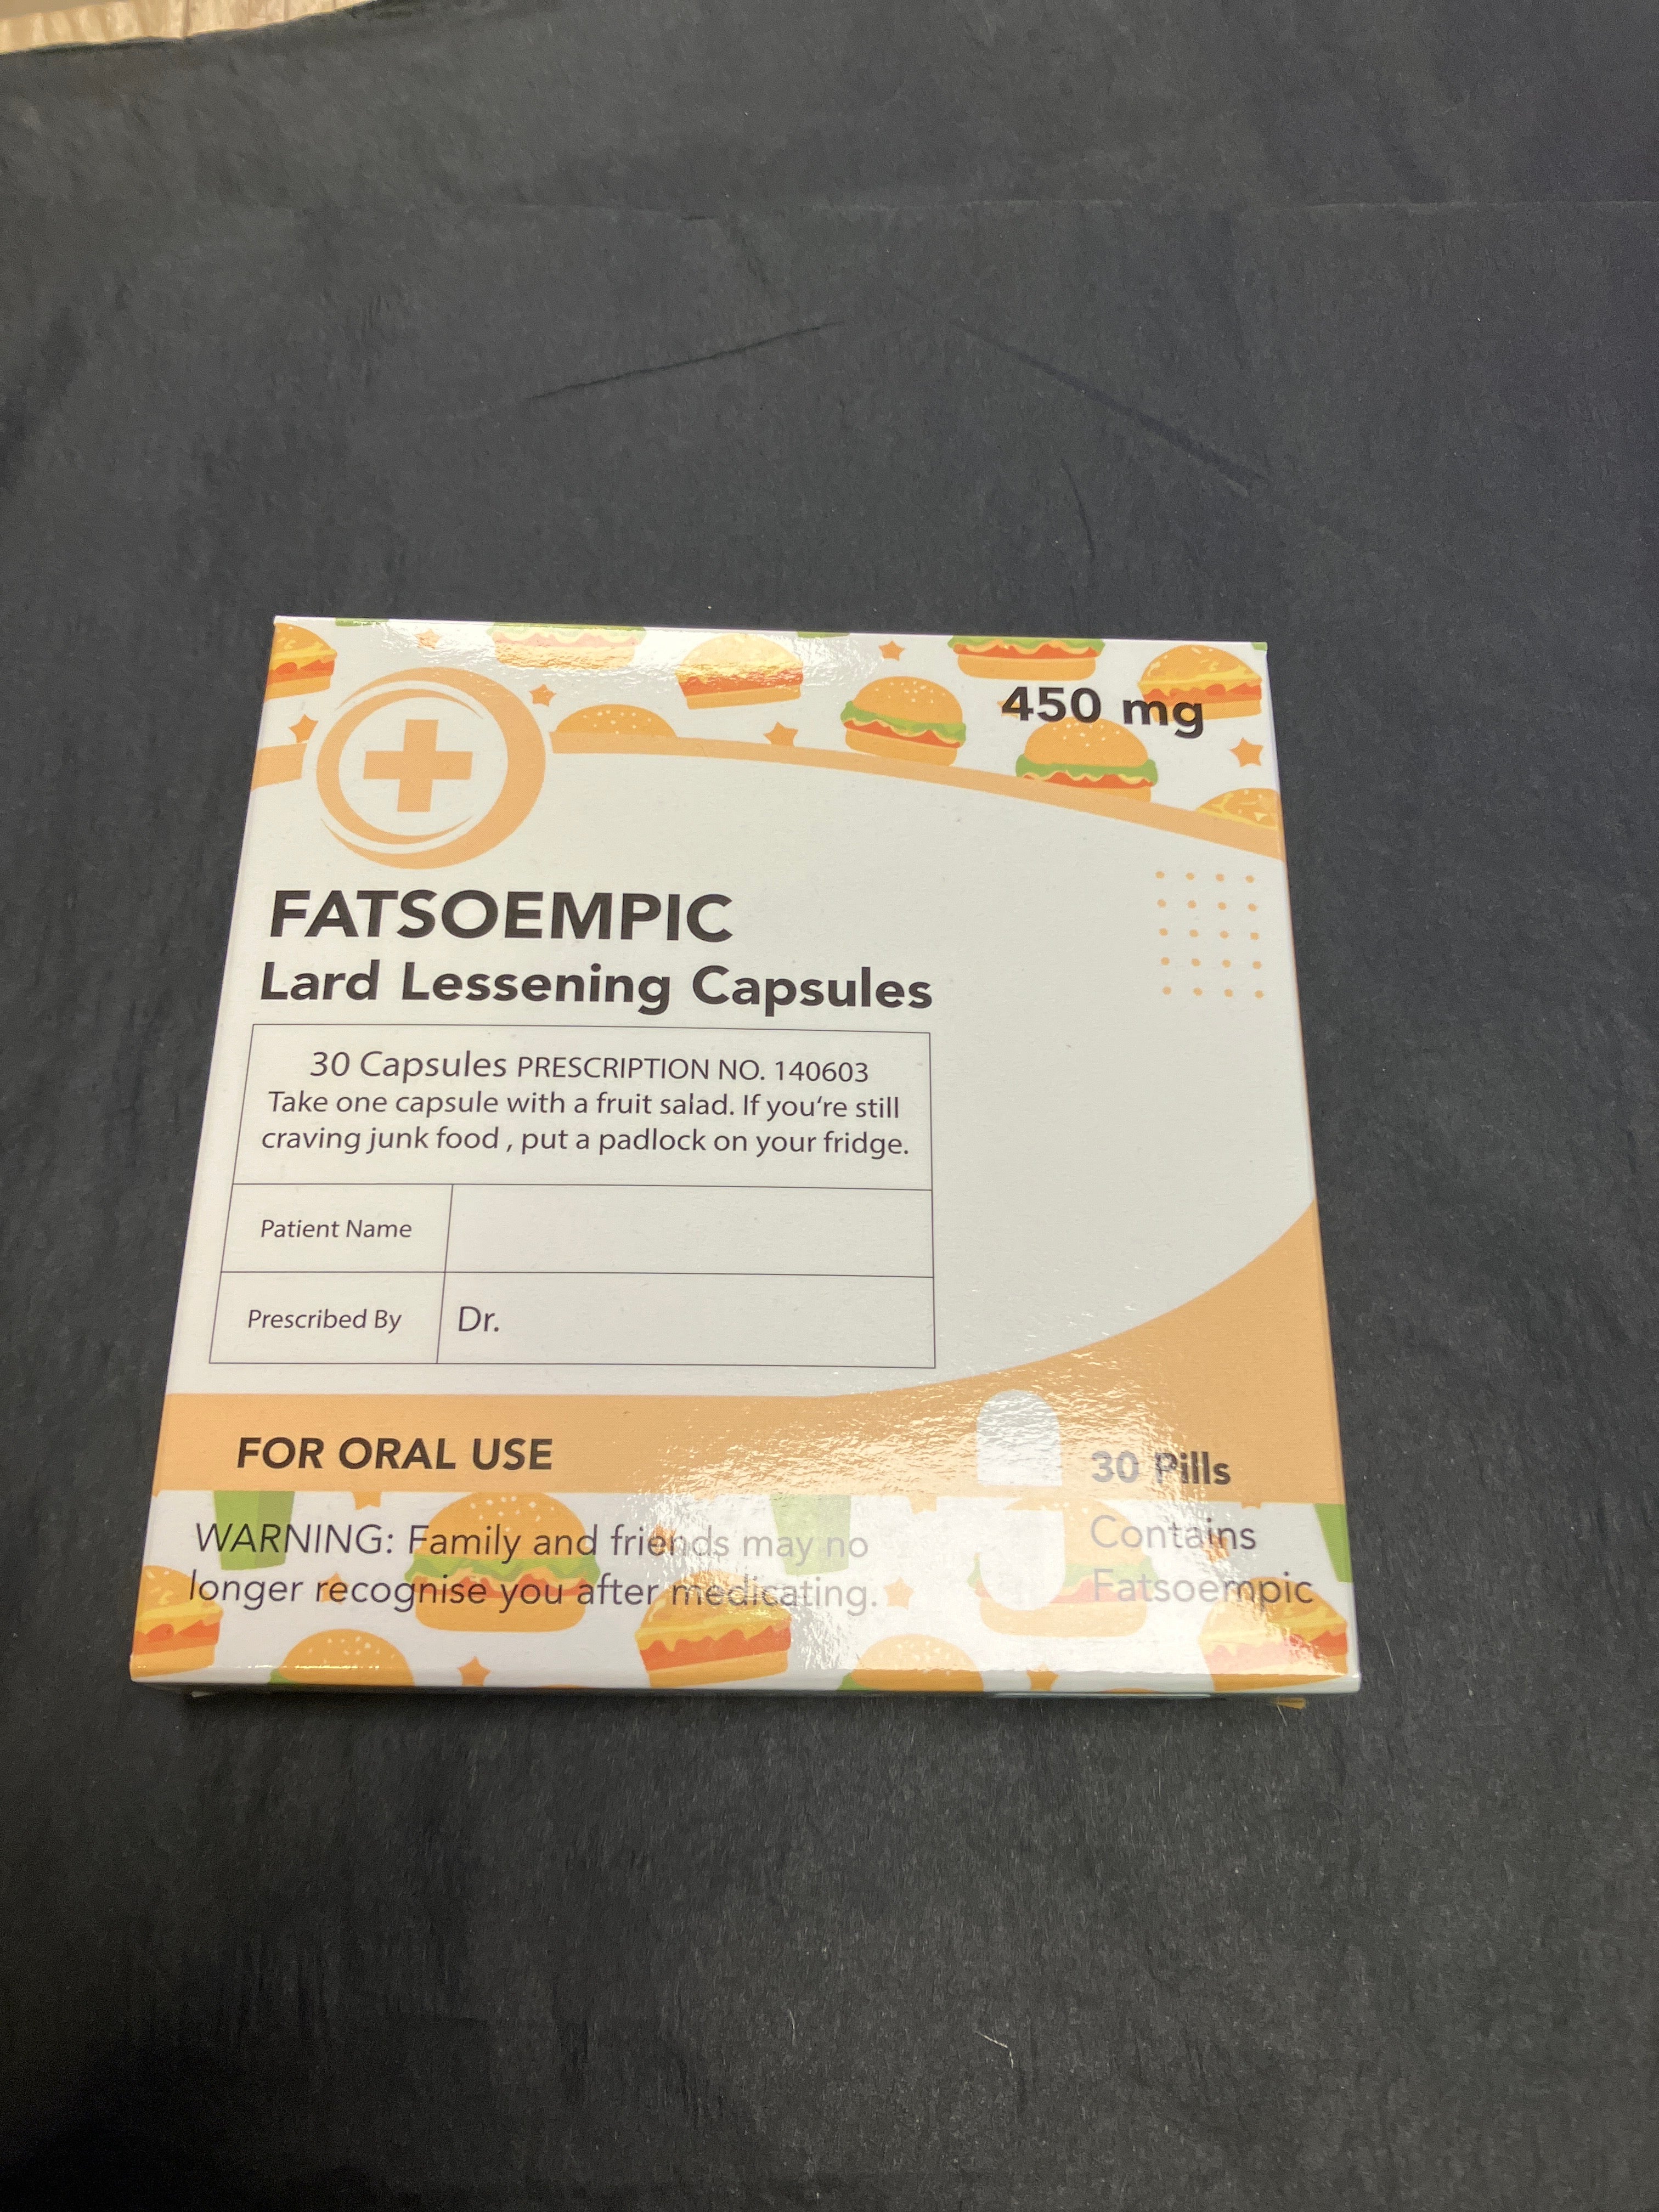 450 mg
FATSOEMPIC
Lard Lessening Capsules
30 Capsules PRESCRIPTION NO. 140603
Take one capsule with a fruit salad. If you're still
craving junk food , put a padlock on your fridge.
Patient Name
Prescribed By Dr.
FOR ORAL USE
WARNING: Family and friends may no
longer recognise you after medicating.
30 Pills
Contains
Fatsoempic